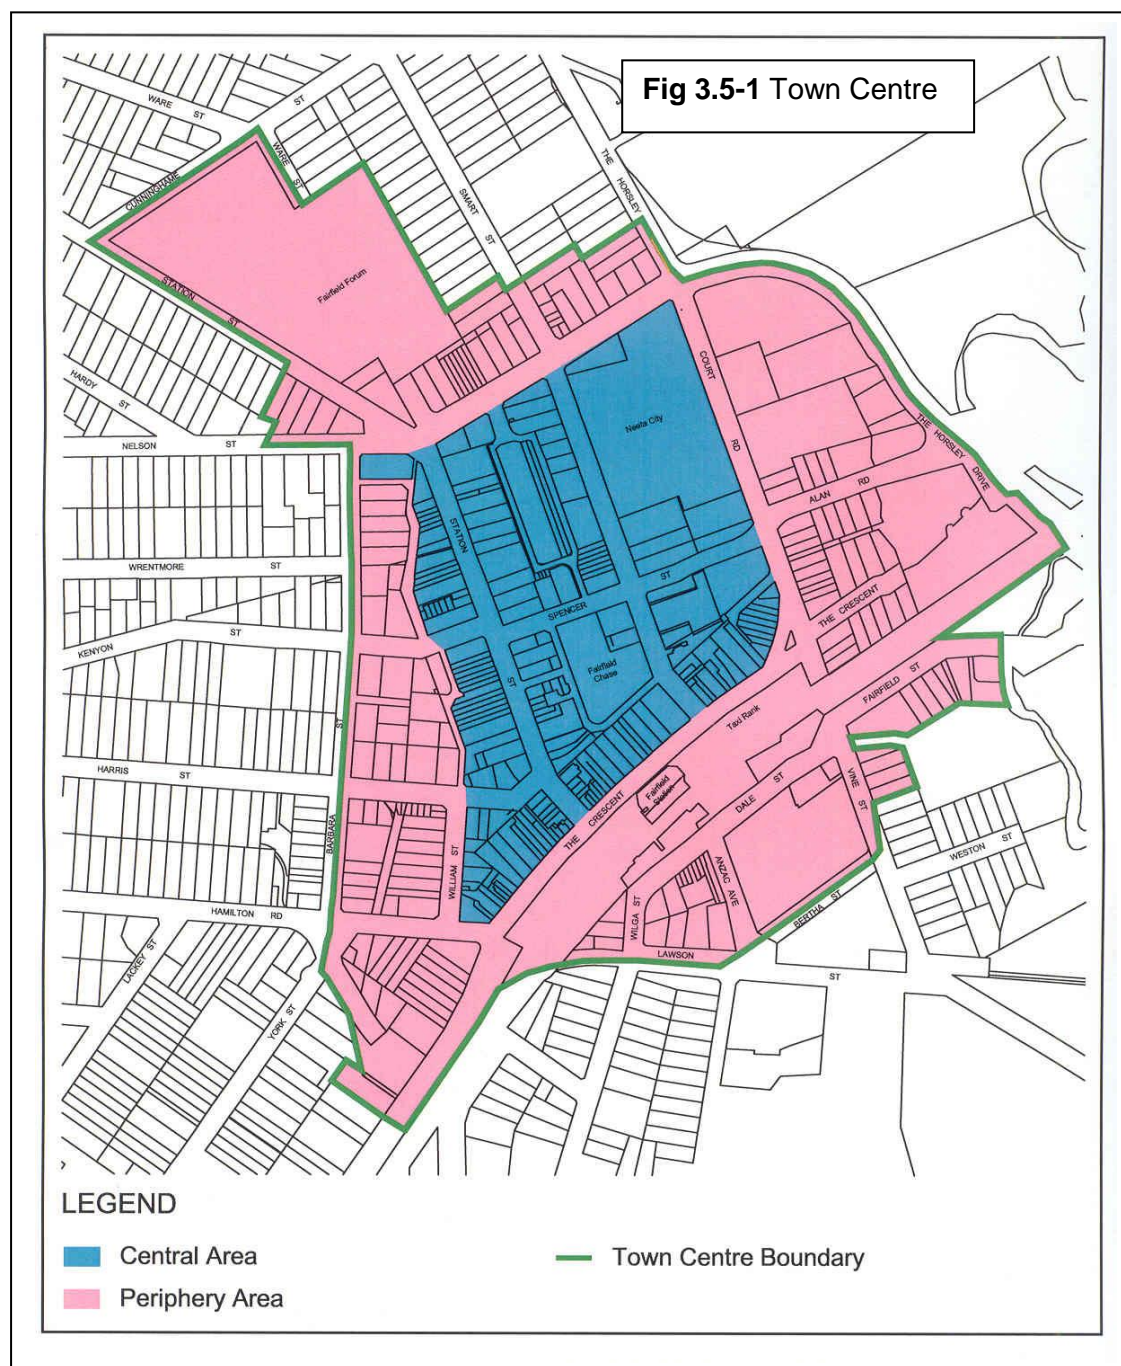 Fig 3.5-1 Town Centre
WARE ST
ST
CUNNINGHAME
WARE ST
SMART ST
THE HORSLEY
STATION ST
Fairfield Forum
HARDY ST
NELSON ST
COURT RD
Neeta City
THE HORSLEY DRIVE
ALAN RD
STATION ST
WRENTMORE ST
SPENCER ST
THE CRESCENT
KENYON ST
Fairfield
Chase
FAIRFIELD ST
Taxi Rank
HARRIS ST
BARBARA ST
THE CRESCENT
Fairfield
Station
DALE ST
VINE ST
WILLIAM ST
ANZAC AVE
WESTON ST
HAMILTON RD
WILGA ST
BERTHA ST
LACKEY ST
LAWSON ST
YORK ST
LEGEND
Central Area
Town Centre Boundary
Periphery Area